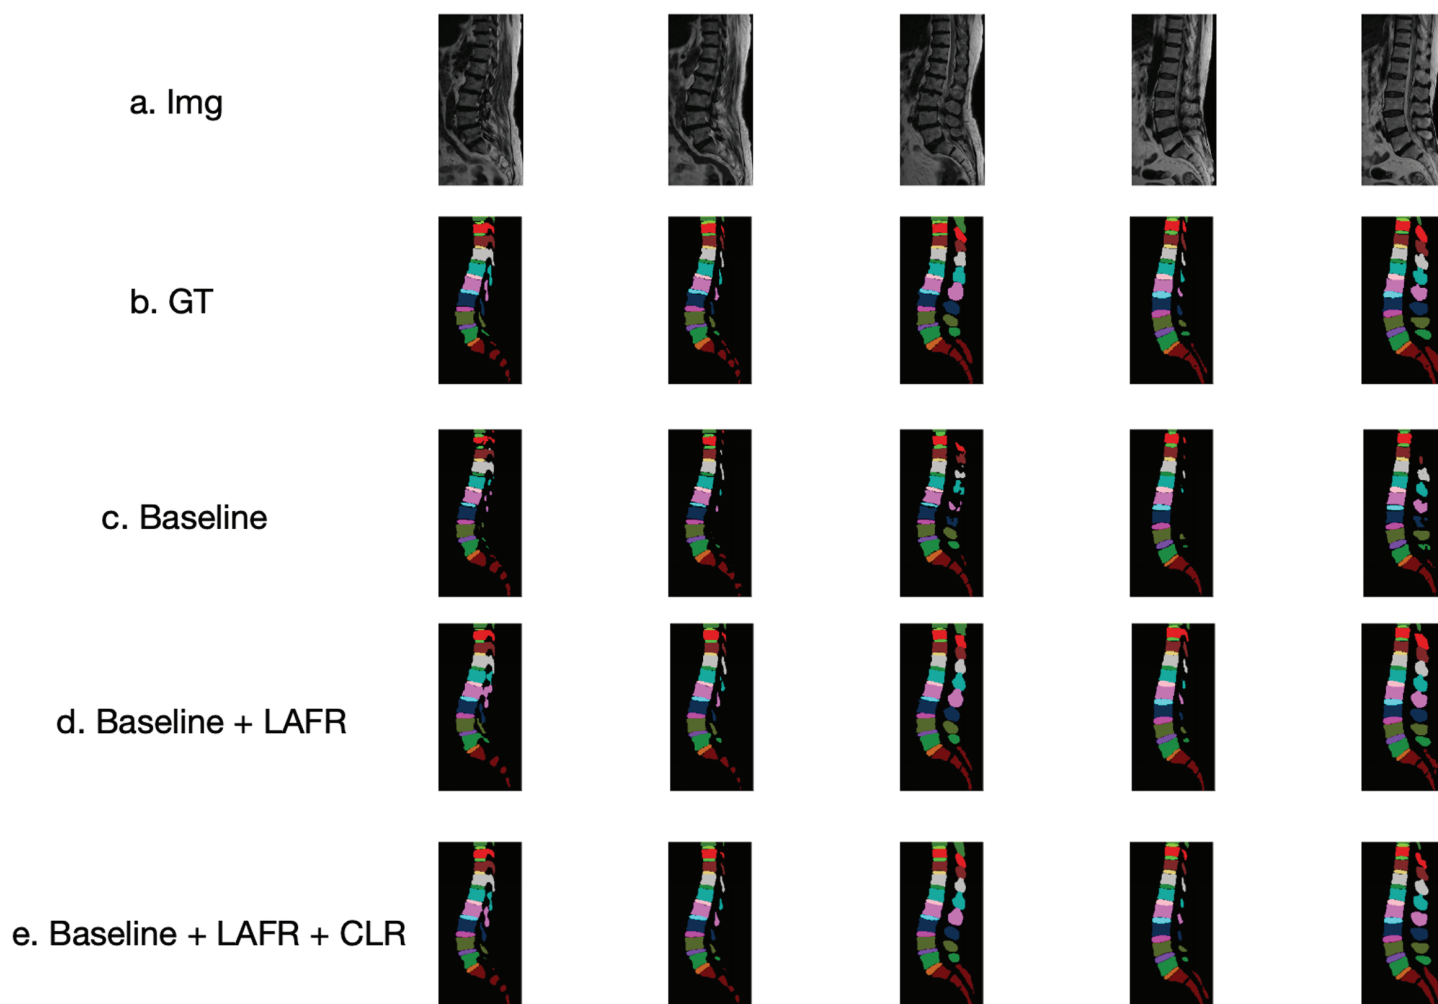 a. Img
b. GT
c. Baseline
d. Baseline + LAFR
e. Baseline + LAFR + CLR